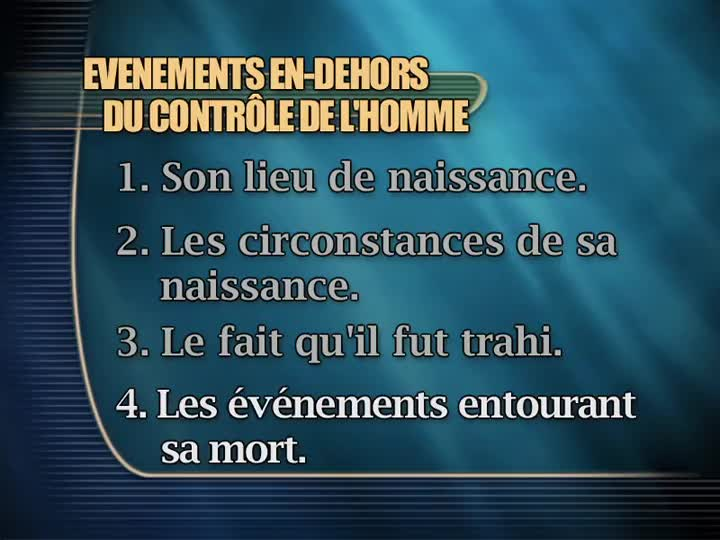 EVENEMENTS EN-DEHORS
DU CONTRÔLE DE L'HOMME
1. Son lieu de naissance.
2. Les circonstances de sa
naissance.
3. Le fait qu'il fut trahi.
4. Les événements entourant
sa mort.